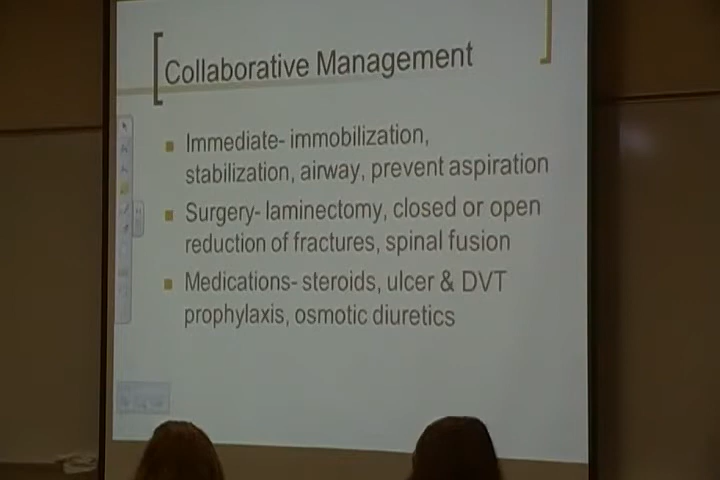 Collaborative Management
Immediate- immobilization,
stabilization, airway, prevent aspiration
Surgery- laminectomy, closed or open
reduction of fractures, spinal fusion
Medications- steroids, ulcer & DVT
prophylaxis, osmotic diuretics